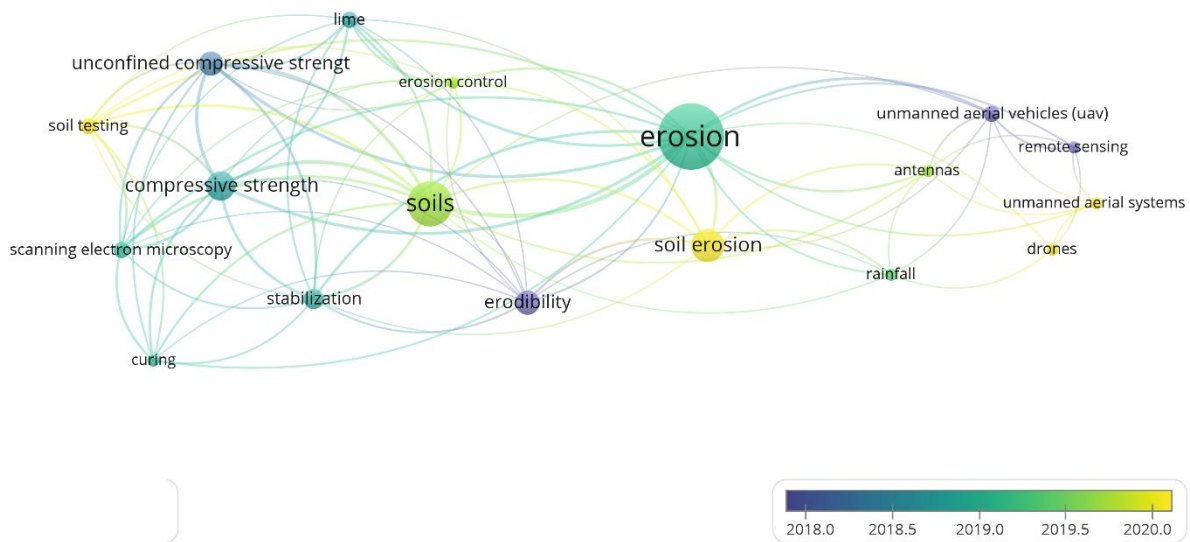 lime
unconfined compressive strengt
erosion control
soil testing
erosion
unmanned aerial vehicles (uav)
remote sensing
antennas
compressive strength
soils
unmanned aerial systems
scanning electron microscopy
soil erosion
drones
rainfall
stabilization
erodibility
curing
2018.0 2018.5 2019.0 2019.5 2020.0